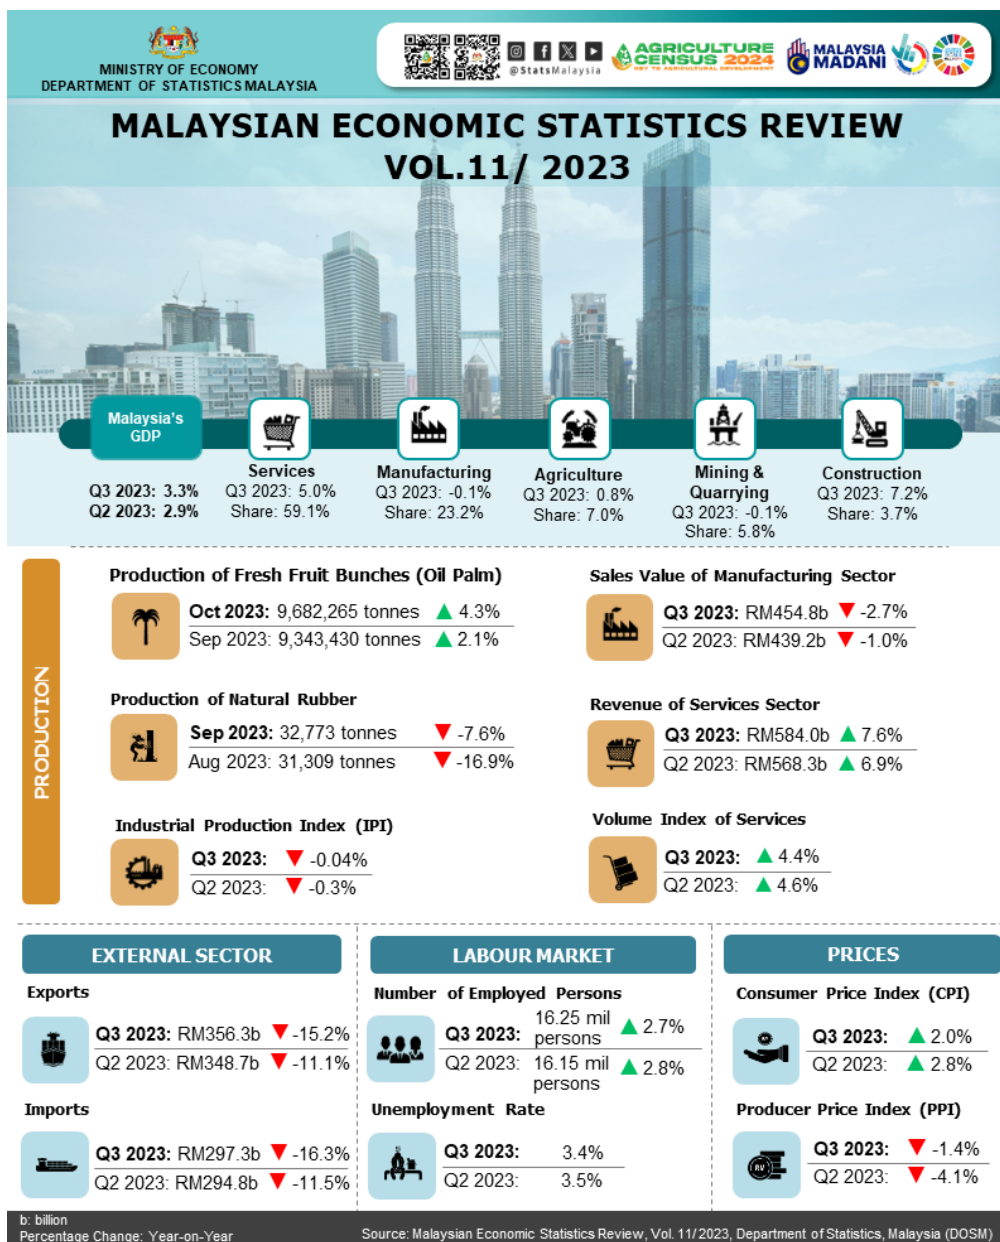 MINISTRY OF ECONOMY
DEPARTMENT OF STATISTICS MALAYSIA
@StatsMalaysia
AGRICULTURE
CENSUS 2024
KEY TO AGRICULTURAL DEVELOPMENT
MALAYSIA
MADANI
MALAYSIAN ECONOMIC STATISTICS REVIEW
VOL.11/ 2023
Malaysia's
GDP
Q3 2023: 3.3%
Q2 2023: 2.9%
Services
Q3 2023: 5.0%
Share: 59.1%
Manufacturing
Q3 2023: -0.1%
Share: 23.2%
Agriculture
Q3 2023: 0.8%
Share: 7.0%
Mining &
Quarrying
Q3 2023: -0.1%
Share: 5.8%
Construction
Q3 2023: 7.2%
Share: 3.7%
PRODUCTION
Production of Fresh Fruit Bunches (Oil Palm)
Oct 2023: 9,682,265 tonnes ▲ 4.3%
Sep 2023: 9,343,430 tonnes ▲ 2.1%
Production of Natural Rubber
Sep 2023: 32,773 tonnes ▼ -7.6%
Aug 2023: 31,309 tonnes ▼ -16.9%
Industrial Production Index (IPI)
Q3 2023: ▼ -0.04%
Q2 2023: ▼ -0.3%
Sales Value of Manufacturing Sector
Q3 2023: RM454.8b ▼ -2.7%
Q2 2023: RM439.2b ▼ -1.0%
Revenue of Services Sector
Q3 2023: RM584.0b ▲ 7.6%
Q2 2023: RM568.3b ▲ 6.9%
Volume Index of Services
Q3 2023: ▲ 4.4%
Q2 2023: ▲ 4.6%
EXTERNAL SECTOR
Exports
Q3 2023: RM356.3b ▼ -15.2%
Q2 2023: RM348.7b ▼ -11.1%
Imports
Q3 2023: RM297.3b ▼ -16.3%
Q2 2023: RM294.8b ▼ -11.5%
LABOUR MARKET
Number of Employed Persons
Q3 2023: 16.25 mil persons ▲ 2.7%
Q2 2023: 16.15 mil persons ▲ 2.8%
Unemployment Rate
Q3 2023: 3.4%
Q2 2023: 3.5%
PRICES
Consumer Price Index (CPI)
Q3 2023: ▲ 2.0%
Q2 2023: ▲ 2.8%
Producer Price Index (PPI)
Q3 2023: ▼ -1.4%
Q2 2023: ▼ -4.1%
b: billion
Percentage Change: Year-on-Year
Source: Malaysian Economic Statistics Review, Vol. 11/2023, Department of Statistics, Malaysia (DOSM)